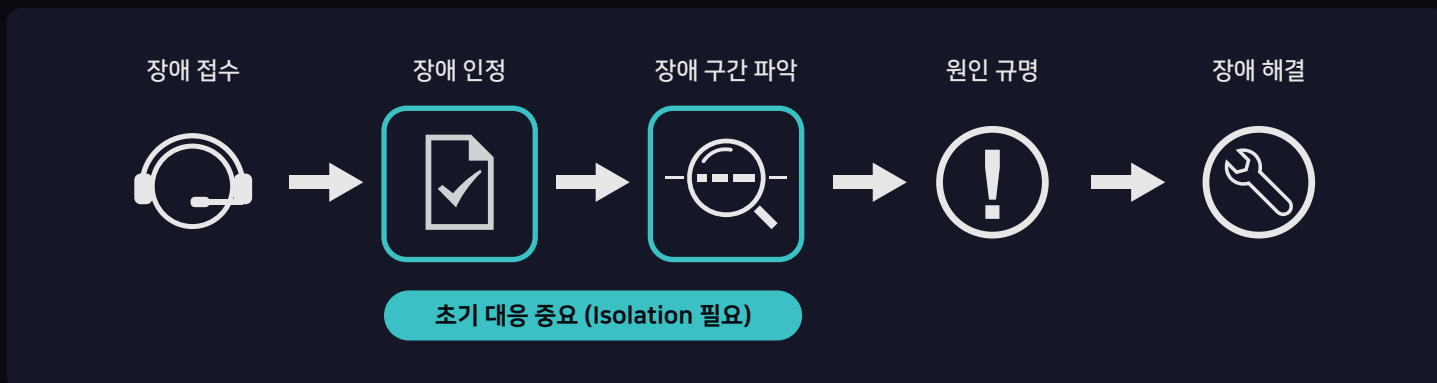 장애 접수
장애 인정
장애 구간 파악
원인 규명
장애 해결
초기 대응 중요 (Isolation 필요)